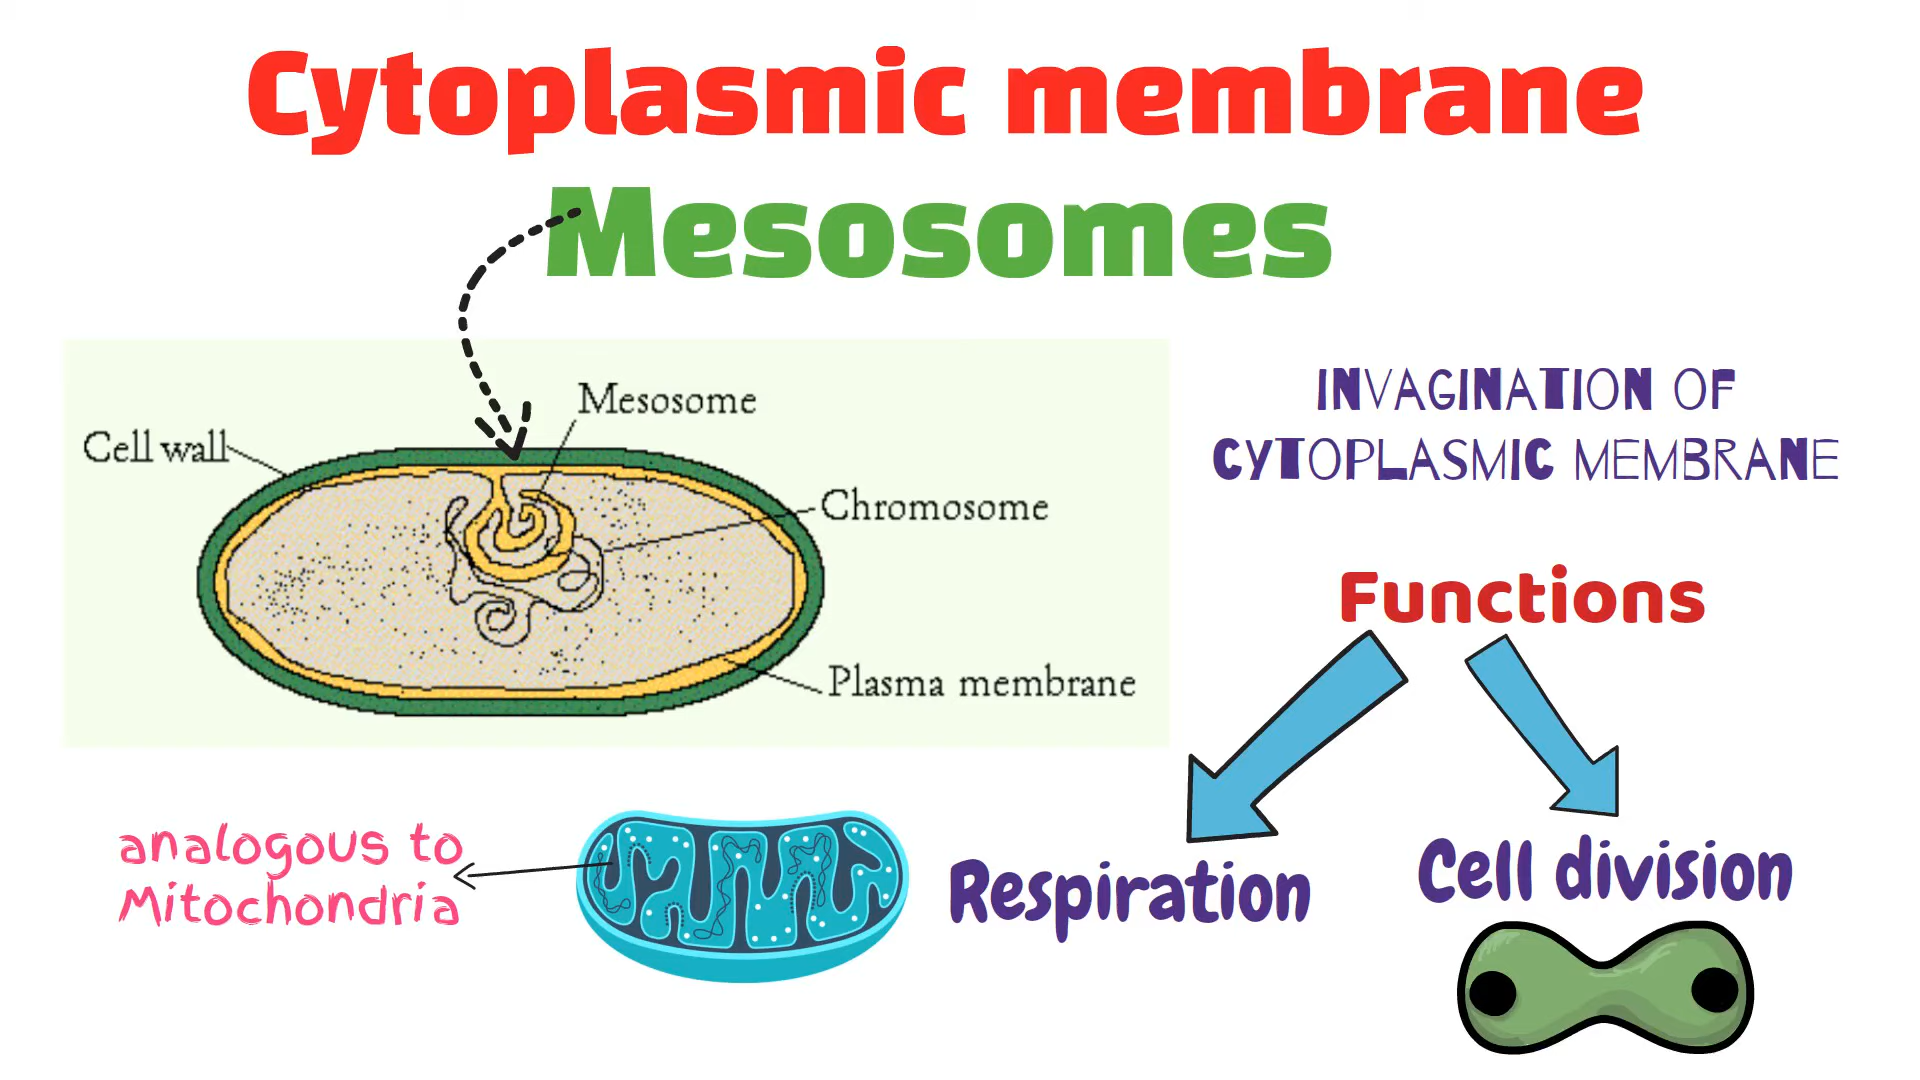 Cytoplasmic membrane
Mesosomes
Mesosome
Cell wall
Chromosome
Plasma membrane
INVAGINATION OF
CYTOPLASMIC MEMBRANE
Functions
analogous to
Mitochondria
Respiration
Cell division